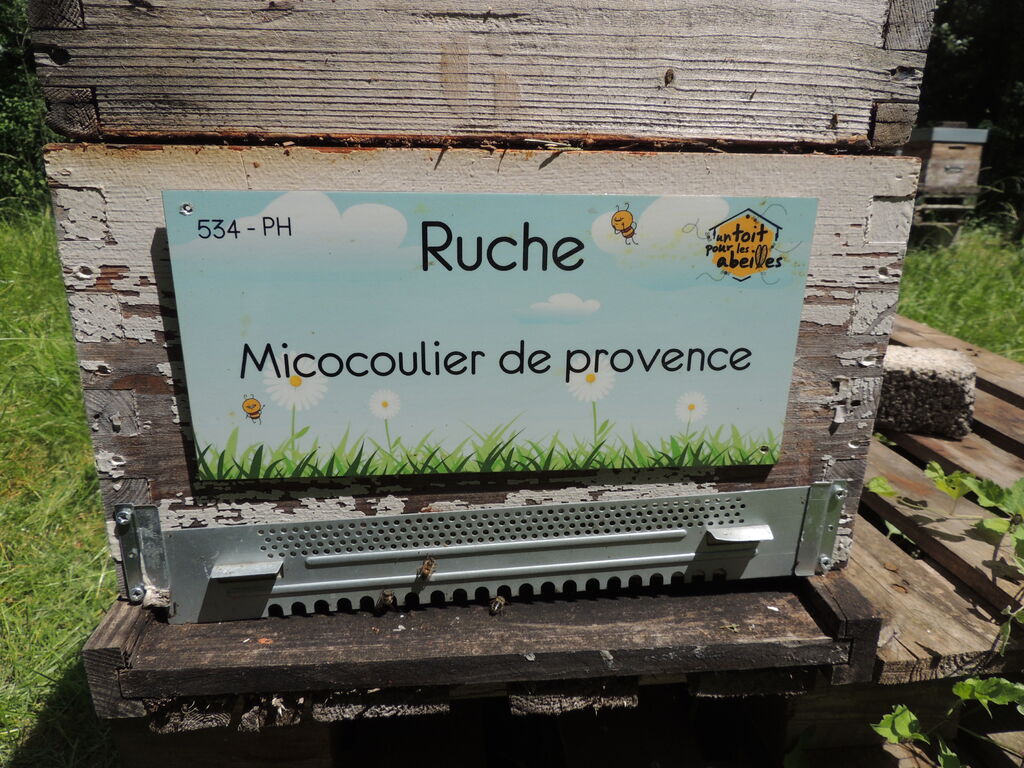 534 - PH
Ruche
un toit
pour les
abeilles
Micocoulier de provence